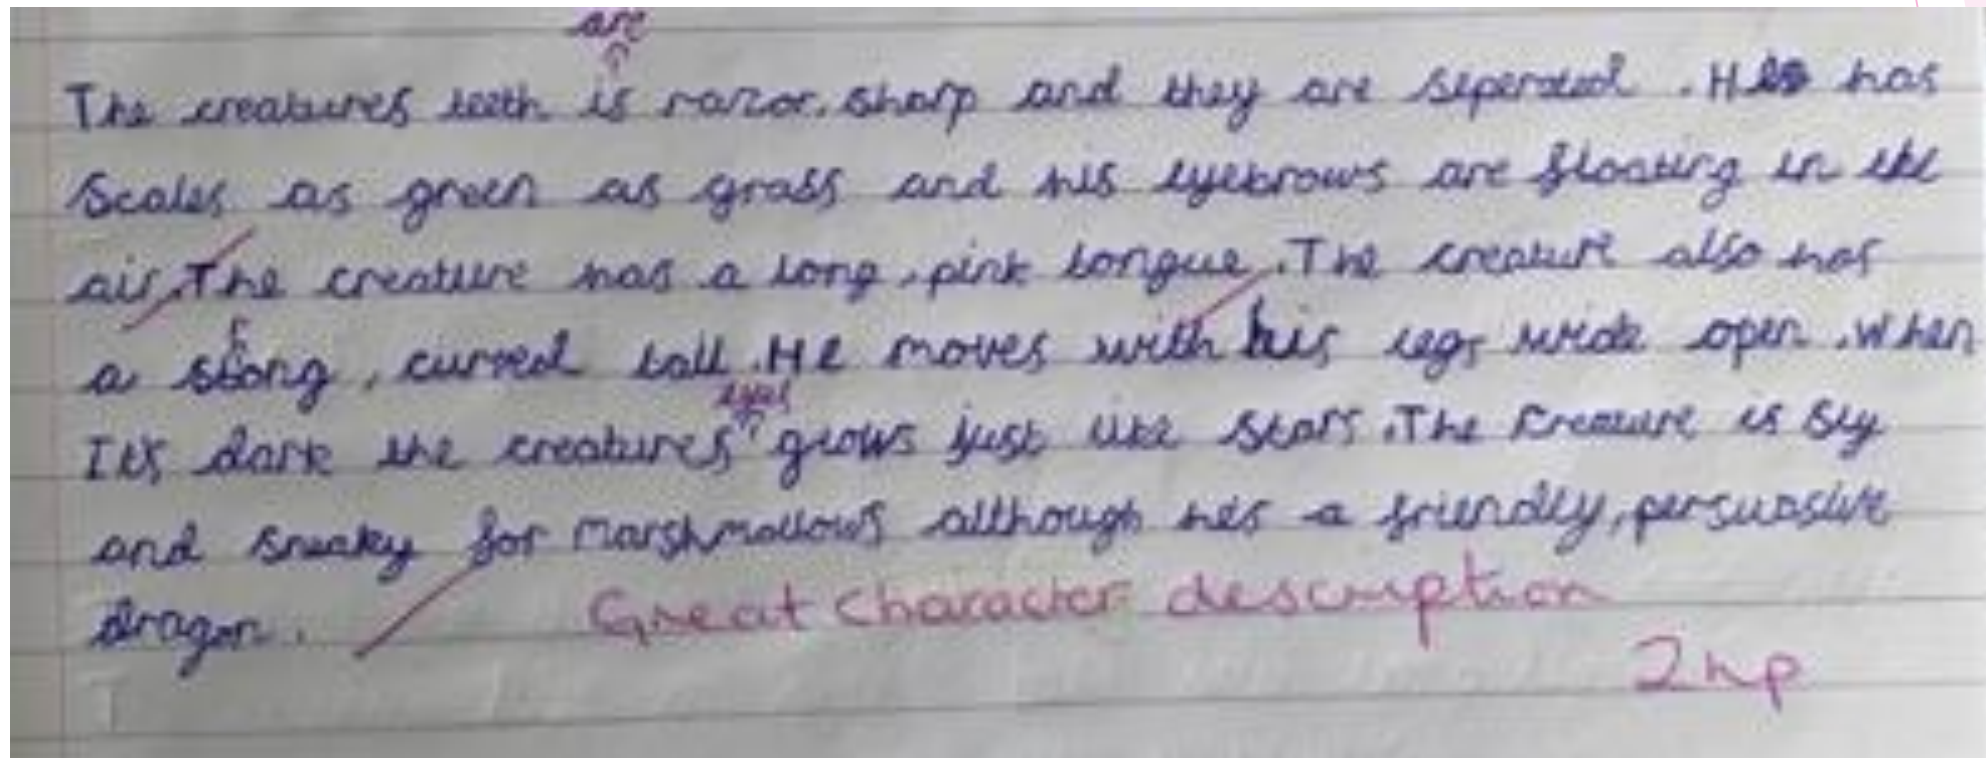 are
The creatures teeth is razor, sharp and they are seperated. He has
scales as green as grass and his eyebrows are floating in the
air. The creature has a long, pink tongue. The creature also has
r
a stong, curved tail. He moves with his legs wide open. When
eyes
It's dark the creatures glows just like stars. The creature is sly
and sneaky for marshmallows although he's a friendly, persuasive
dragon. Great Character description
2hp